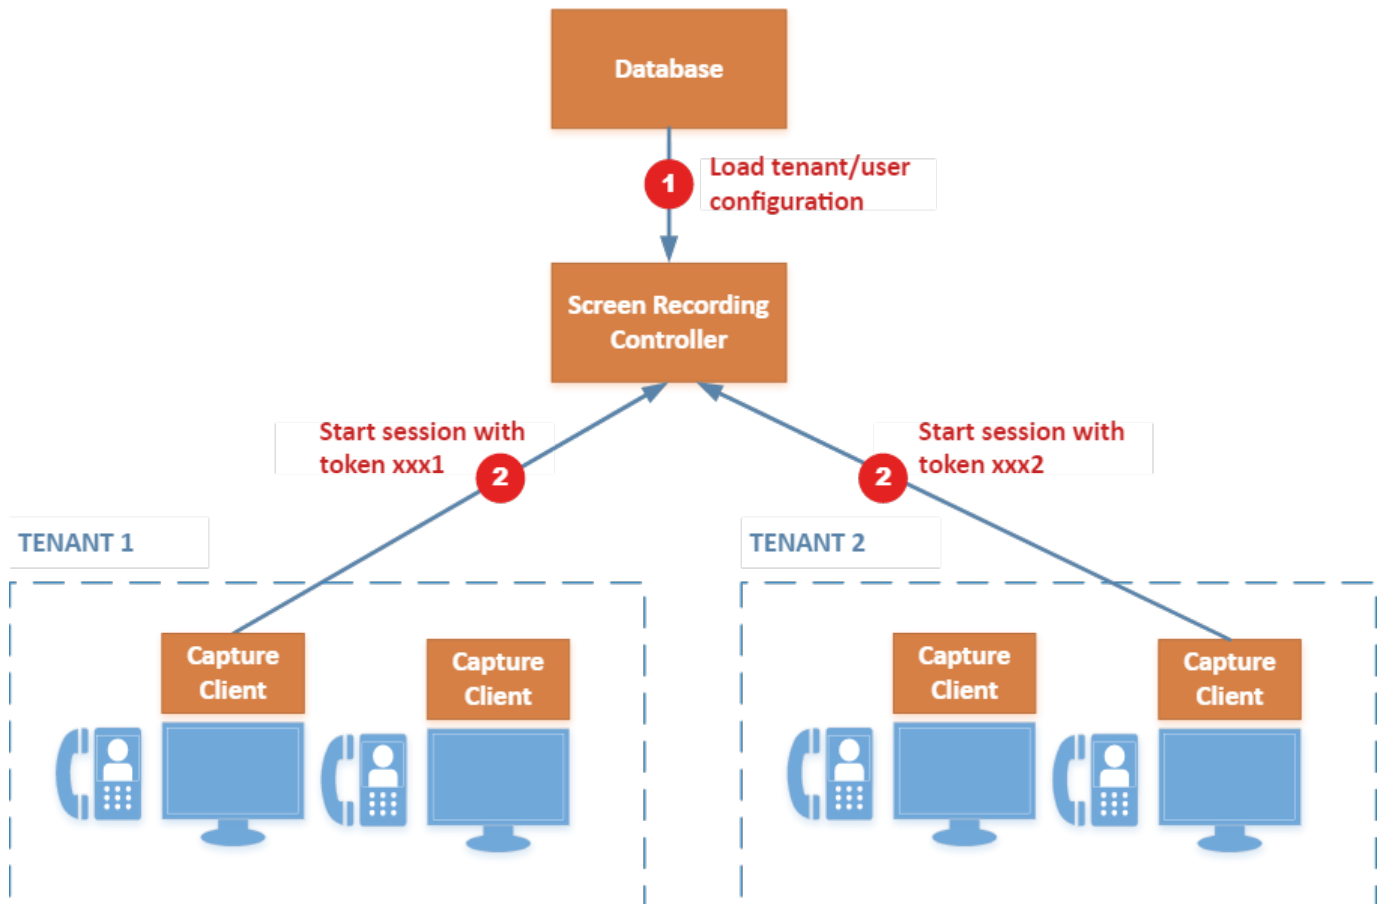 Database
1
Load tenant/user
configuration
Screen Recording
Controller
Start session with
token xxx1
2
Start session with
token xxx2
2
TENANT 1
TENANT 2
Capture
Client
Capture
Client
Capture
Client
Capture
Client